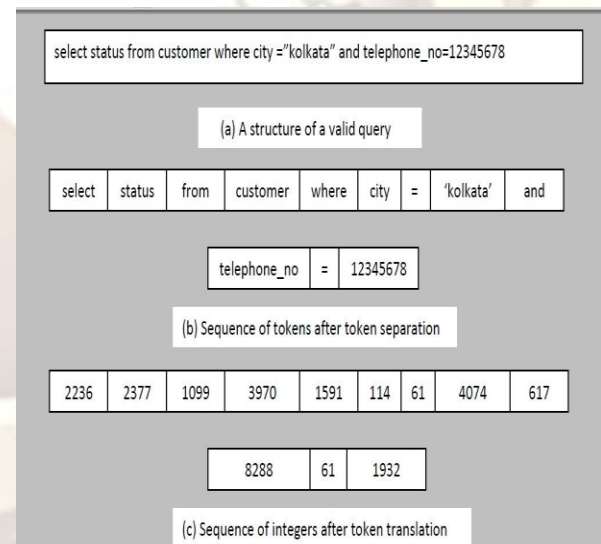 select status from customer where city =”kolkata” and telephone_no=12345678
(a) A structure of a valid query
select status from customer where city = ‘kolkata’ and
telephone_no = 12345678
(b) Sequence of tokens after token separation
2236 2377 1099 3970 1591 114 61 4074 617
8288 61 1932
(c) Sequence of integers after token translation